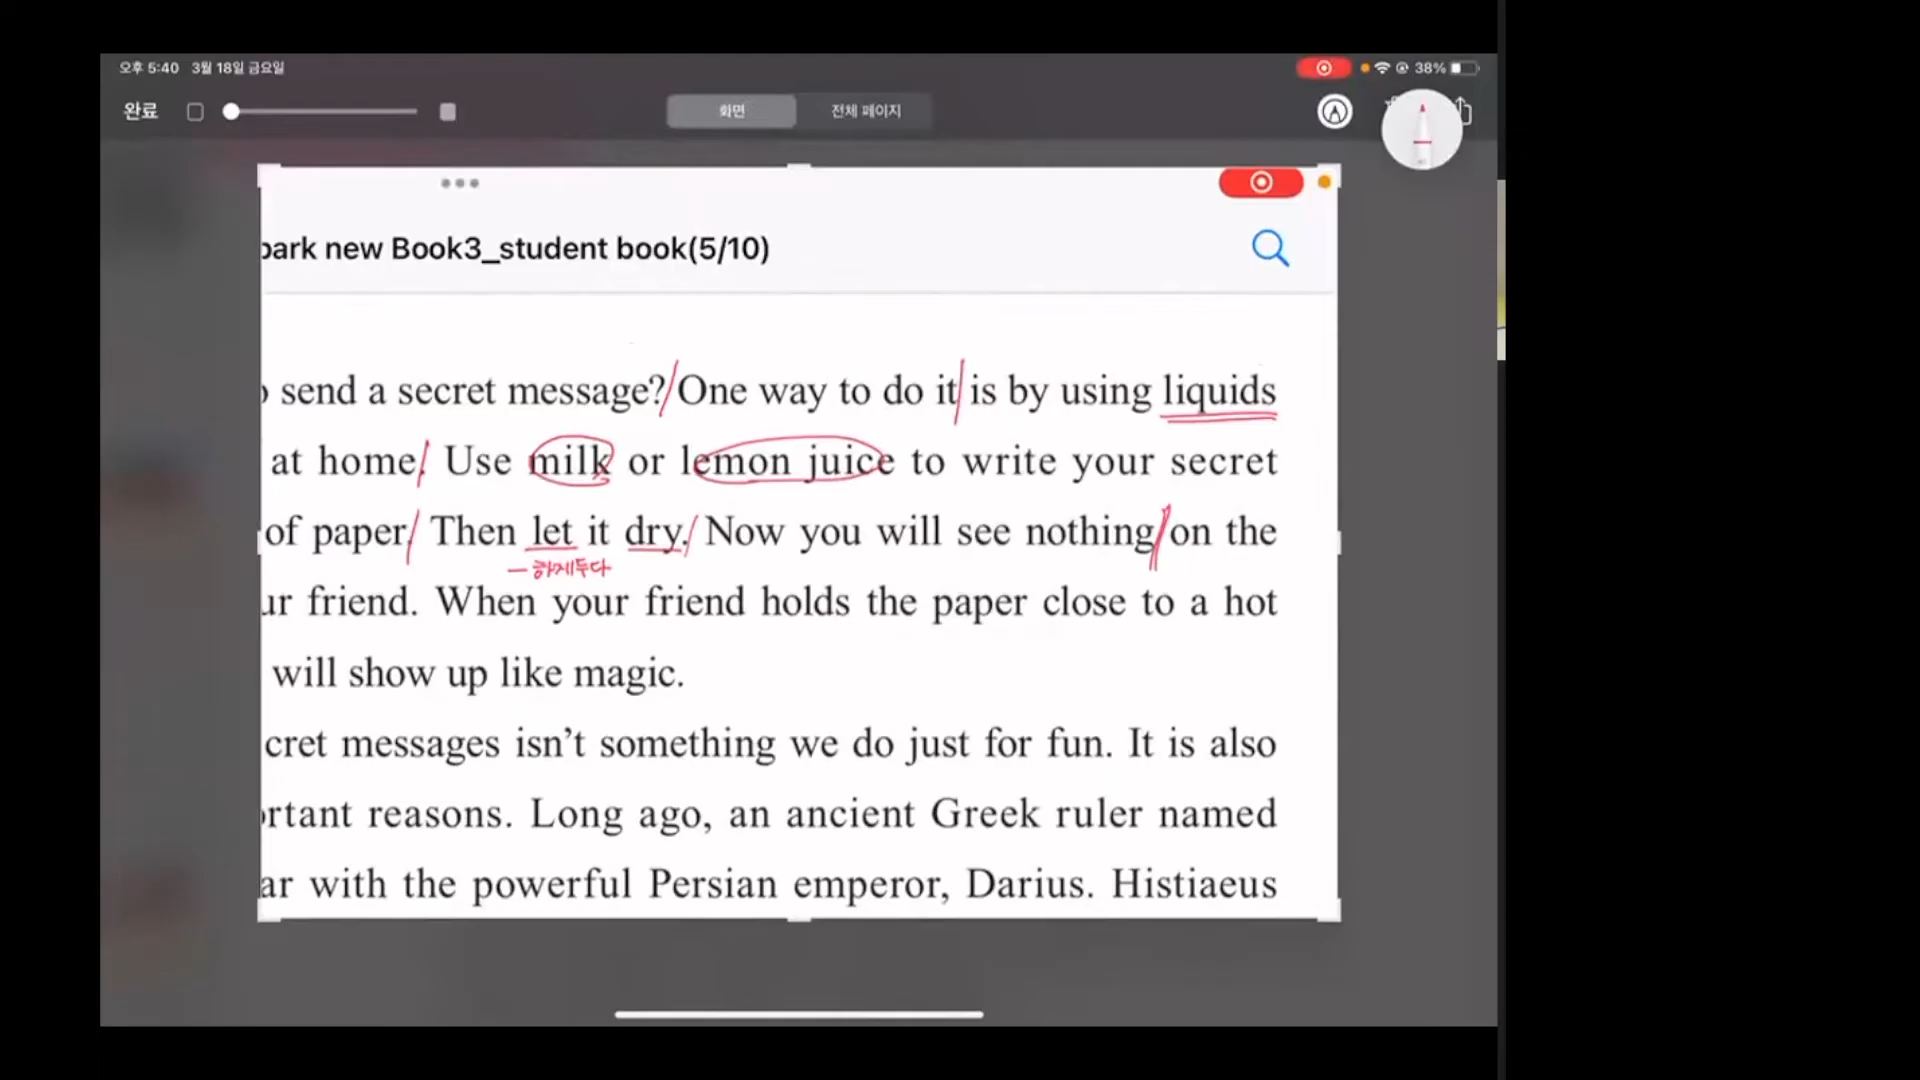 오후 5:40 3월 18일 금요일
38%
완료
화면
전체 페이지
park new Book3_student book(5/10)
send a secret message? One way to do it is by using liquids
at home. Use milk or lemon juice to write your secret
of paper. Then let it dry. Now you will see nothing on the
– 하게두다
ur friend. When your friend holds the paper close to a hot
will show up like magic.
cret messages isn't something we do just for fun. It is also
rtant reasons. Long ago, an ancient Greek ruler named
ar with the powerful Persian emperor, Darius. Histiaeus